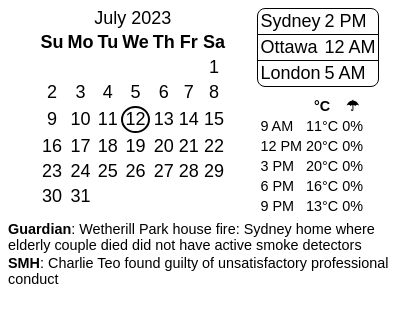 July 2023
Su Mo Tu We Th Fr Sa
1
2 3 4 5 6 7 8
9 10 11 12 13 14 15
16 17 18 19 20 21 22
23 24 25 26 27 28 29
30 31
Sydney 2 PM
Ottawa 12 AM
London 5 AM
°C ☂
9 AM 11°C 0%
12 PM 20°C 0%
3 PM 20°C 0%
6 PM 16°C 0%
9 PM 13°C 0%
Guardian: Wetherill Park house fire: Sydney home where
elderly couple died did not have active smoke detectors
SMH: Charlie Teo found guilty of unsatisfactory professional
conduct